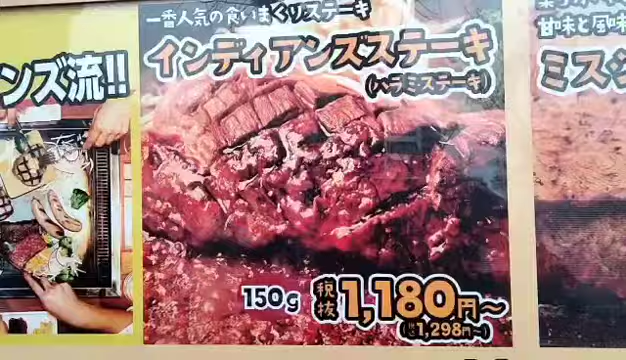 ンズ流!!
一番人気の食いまくりステーキ
インディアンズステーキ
(ハラミステーキ)
150g
税抜1,180円～
(税込1,298円～)
甘味と風味
ミス